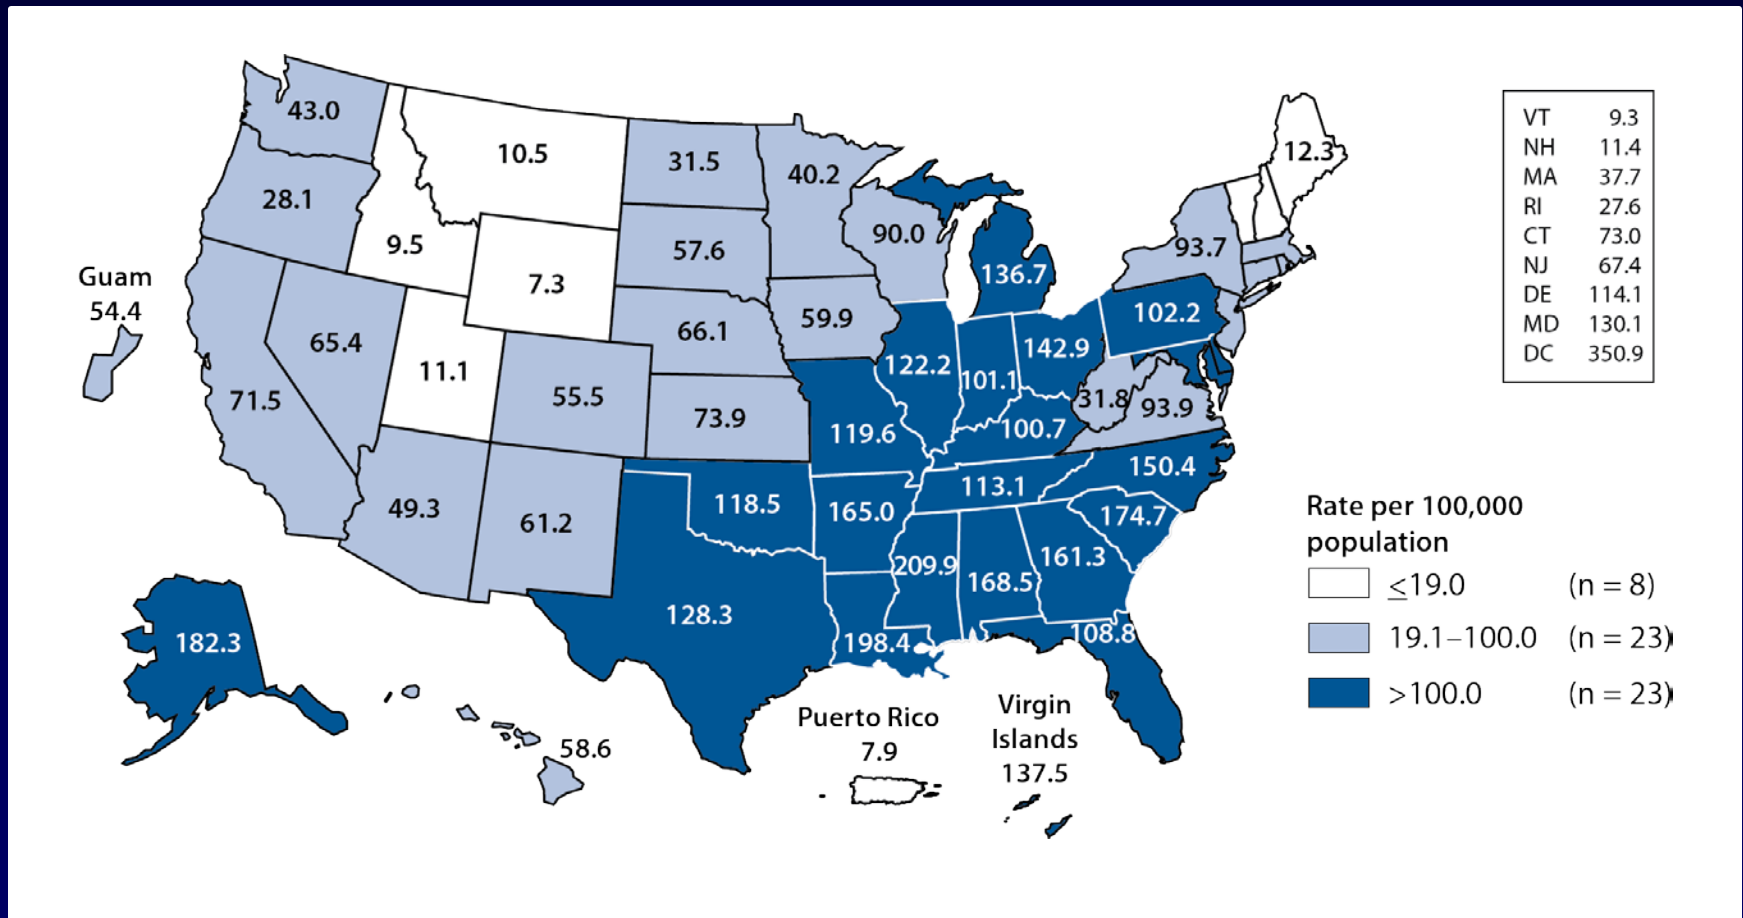 43.0
10.5
31.5
40.2
12.3
28.1
9.5
57.6
90.0
93.7
136.7
Guam
54.4
7.3
65.4
66.1
59.9
102.2
11.1
122.2
142.9
101.1
71.5
55.5
73.9
31.8
93.9
119.6
100.7
49.3
61.2
118.5
165.0
113.1
150.4
174.7
209.9
168.5
161.3
182.3
128.3
198.4
108.8
58.6
Puerto Rico
7.9
Virgin
Islands
137.5
VT 9.3
NH 11.4
MA 37.7
RI 27.6
CT 73.0
NJ 67.4
DE 114.1
MD 130.1
DC 350.9
Rate per 100,000
population
≤19.0 (n = 8)
19.1–100.0 (n = 23)
>100.0 (n = 23)